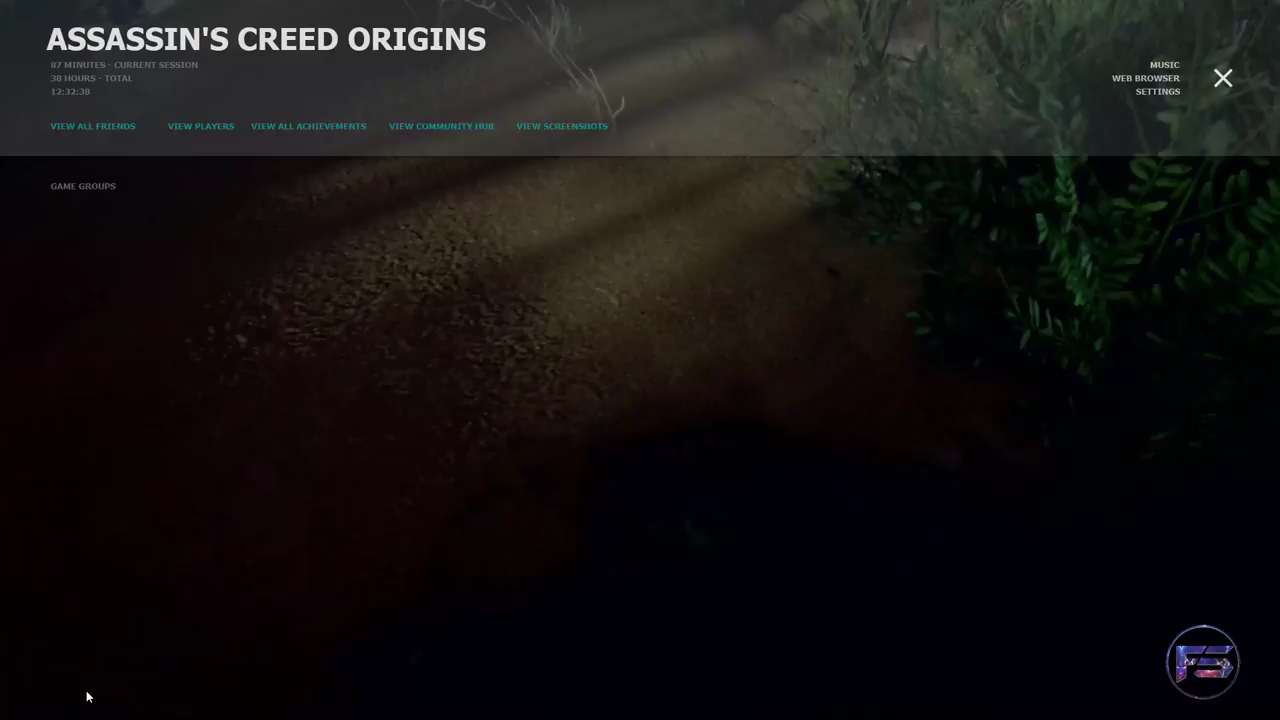 ASSASSIN'S CREED ORIGINS
87 MINUTES - CURRENT SESSION
38 HOURS - TOTAL
12:32:38
MUSIC
WEB BROWSER
SETTINGS
VIEW ALL FRIENDS
VIEW PLAYERS
VIEW ALL ACHIEVEMENTS
VIEW COMMUNITY HUB
VIEW SCREENSHOTS
GAME GROUPS
FS